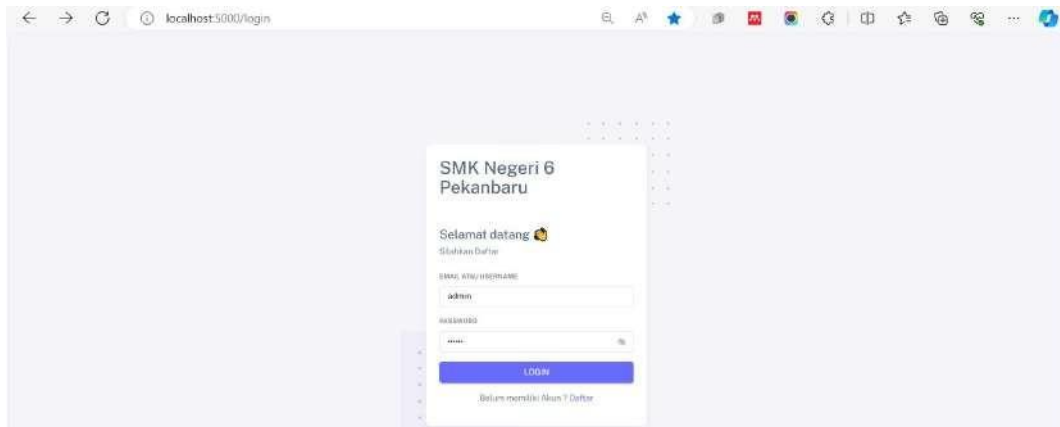 localhost:5000/login
SMK Negeri 6
Pekanbaru
Selamat datang
Silahkan Daftar
EMAIL ATAU USERNAME
admin
PASSWORD
LOGIN
Belum memiliki Akun ? Daftar